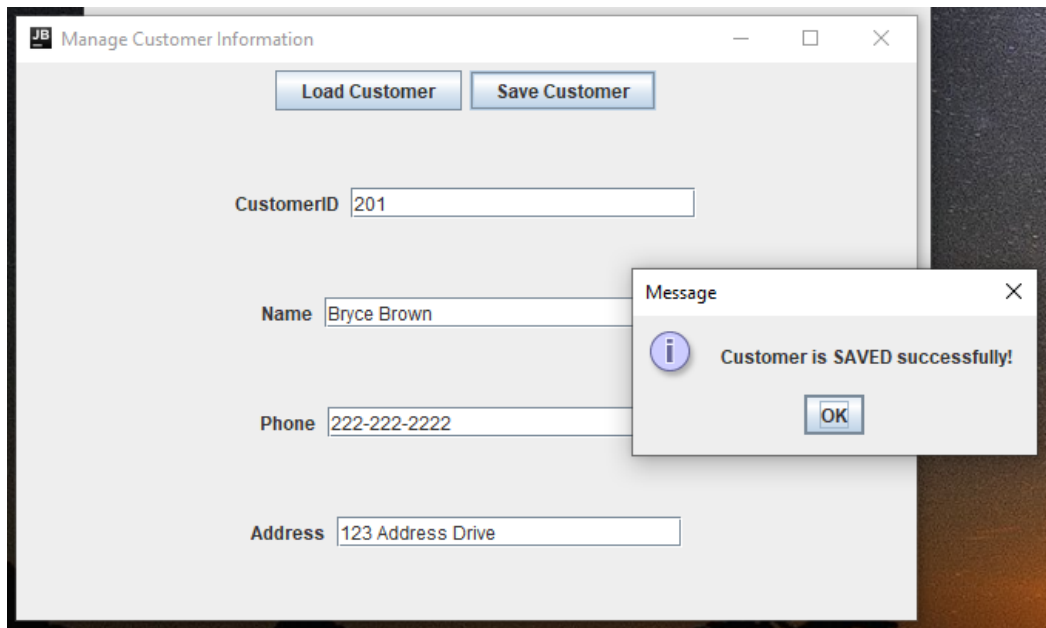 JB Manage Customer Information
Load Customer Save Customer
CustomerID 201
Name Bryce Brown
Phone 222-222-2222
Address 123 Address Drive
Message
Customer is SAVED successfully!
OK